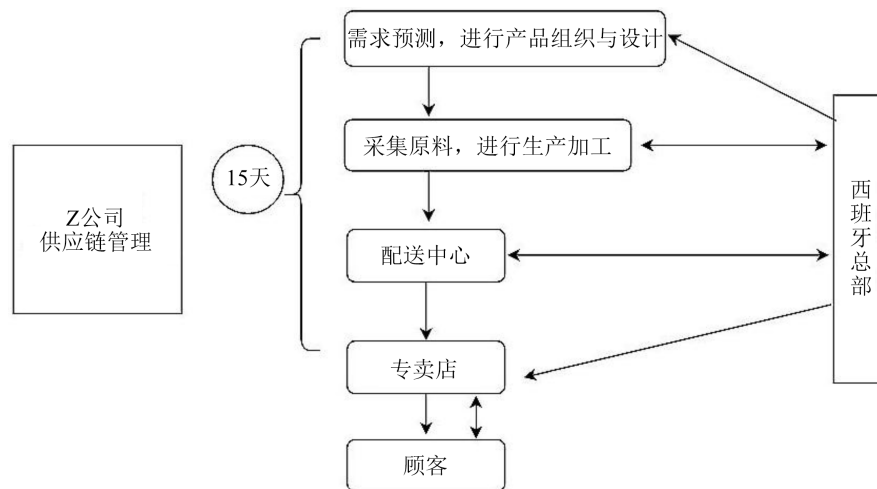 需求预测，进行产品组织与设计
采集原料，进行生产加工
15天
Z公司
供应链管理
配送中心
专卖店
顾客
西班牙总部